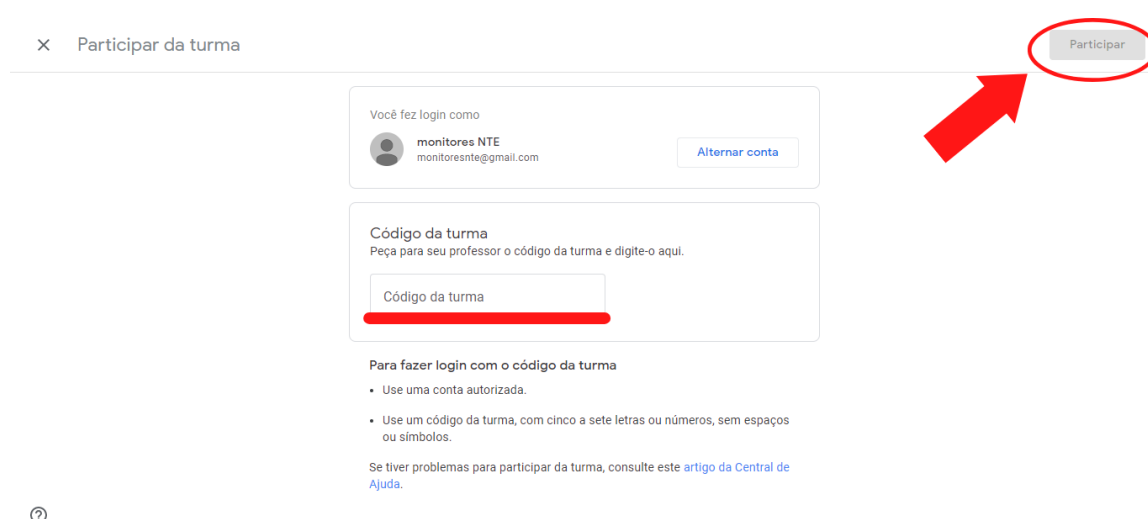 Participar da turma
Participar
Você fez login como
monitores NTE
monitoresnte@gmail.com
Alternar conta
Código da turma
Peça para seu professor o código da turma e digite-o aqui.
Código da turma
Para fazer login com o código da turma
• Use uma conta autorizada.
• Use um código da turma, com cinco a sete letras ou números, sem espaços
ou símbolos.
Se tiver problemas para participar da turma, consulte este artigo da Central de
Ajuda.